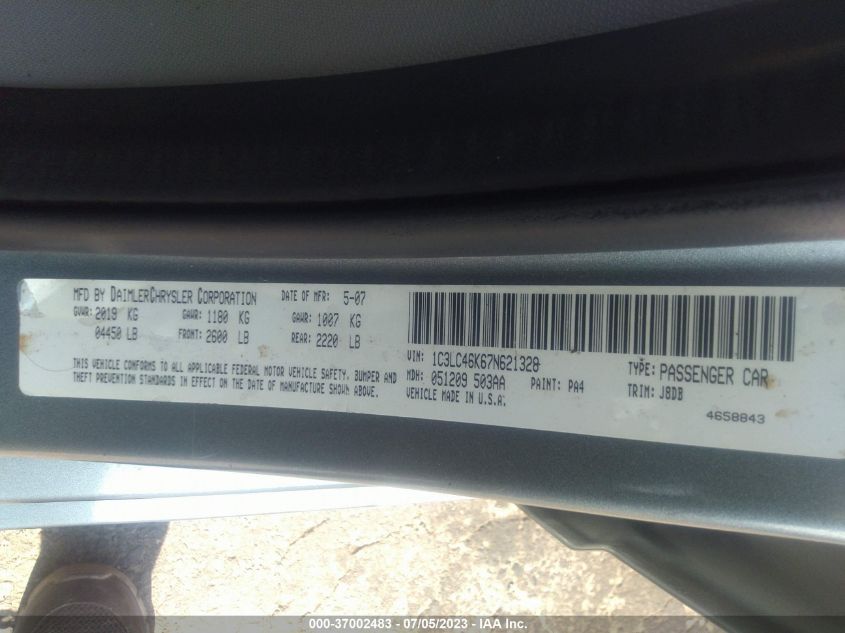 MFD BY DAIMLERCHRYSLER CORPORATION DATE OF MFR: 5-07
GVWR: 2019 KG GAWR: 1180 KG GAWR: 1007 KG
04450 LB FRONT: 2600 LB REAR: 2220 LB
THIS VEHICLE CONFORMS TO ALL APPLICABLE FEDERAL MOTOR VEHICLE SAFETY, BUMPER AND
THEFT PREVENTION STANDARDS IN EFFECT ON THE DATE OF MANUFACTURE SHOWN ABOVE.
VIN: 1C3LC46K67N621328 TYPE: PASSENGER CAR
MDH: 051209 503AA PAINT: PA4 TRIM: J8DB
VEHICLE MADE IN U.S.A.
4658843
000-37002483 - 07/05/2023 - IAA Inc.